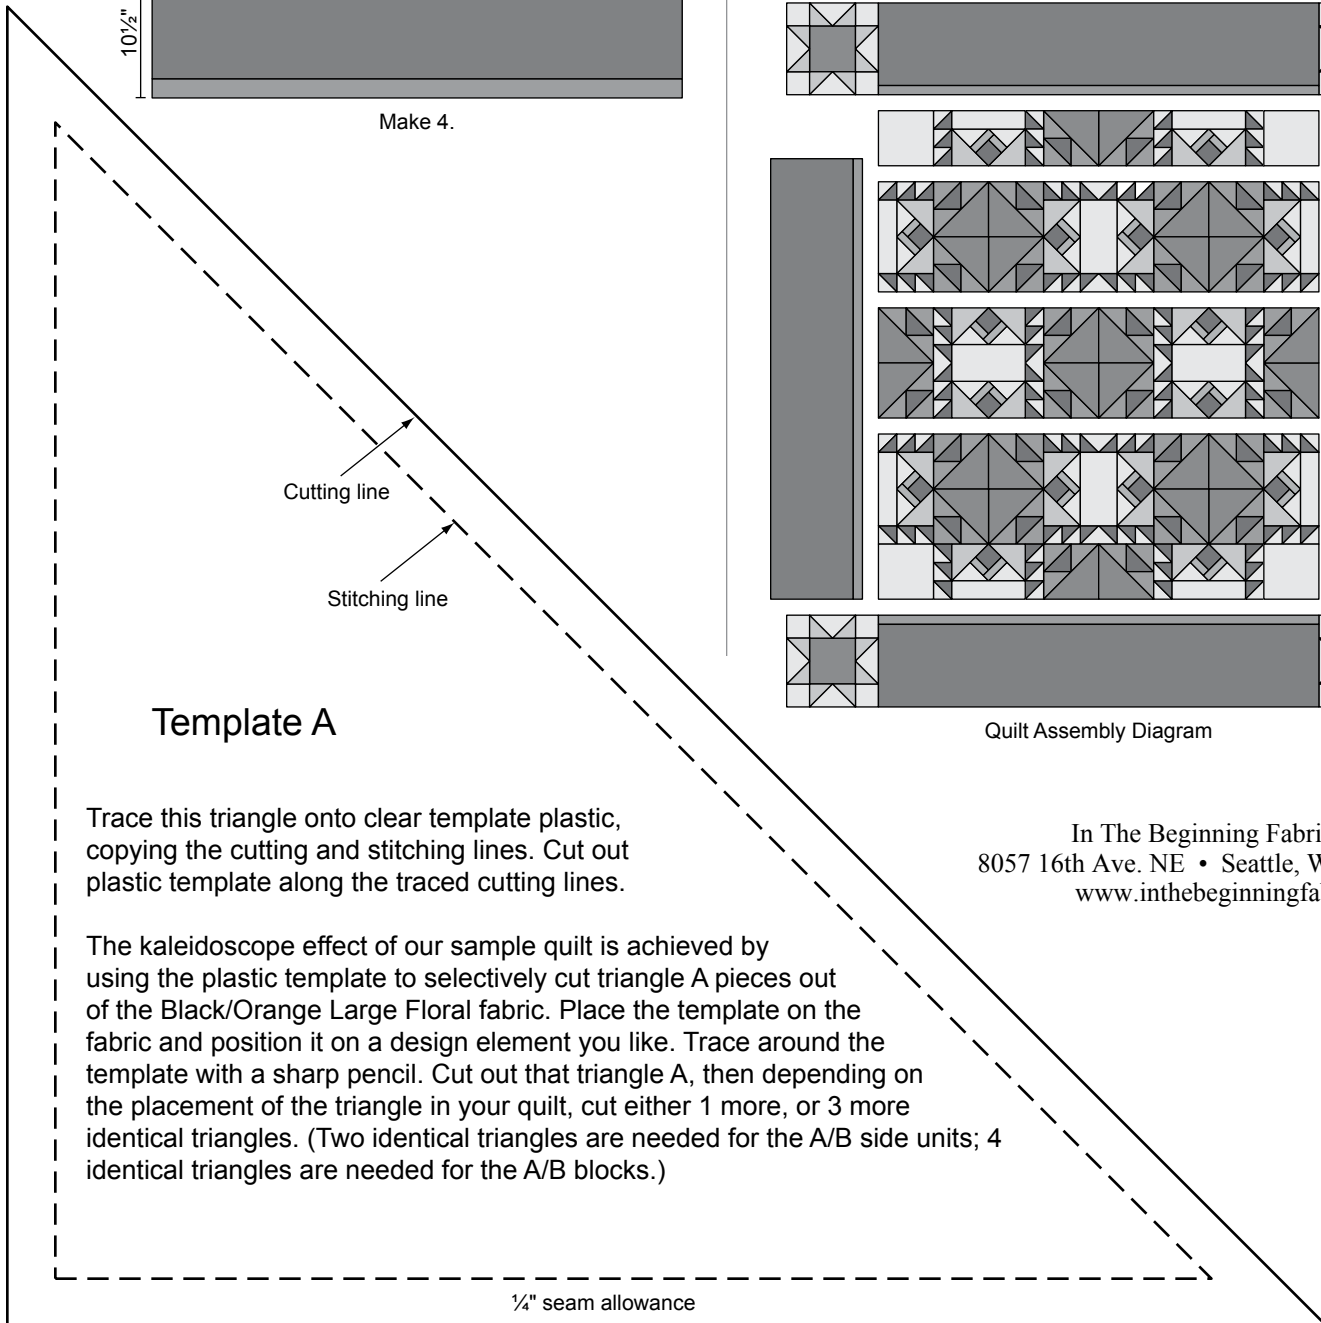 10½"
Make 4.
Cutting line
Stitching line
Template A
Trace this triangle onto clear template plastic,
copying the cutting and stitching lines. Cut out
plastic template along the traced cutting lines.
The kaleidoscope effect of our sample quilt is achieved by
using the plastic template to selectively cut triangle A pieces out
of the Black/Orange Large Floral fabric. Place the template on the
fabric and position it on a design element you like. Trace around the
template with a sharp pencil. Cut out that triangle A, then depending on
the placement of the triangle in your quilt, cut either 1 more, or 3 more
identical triangles. (Two identical triangles are needed for the A/B side units; 4
identical triangles are needed for the A/B blocks.)
¼" seam allowance
Quilt Assembly Diagram
In The Beginning Fabri
8057 16th Ave. NE • Seattle, W
www.inthebeginningfa